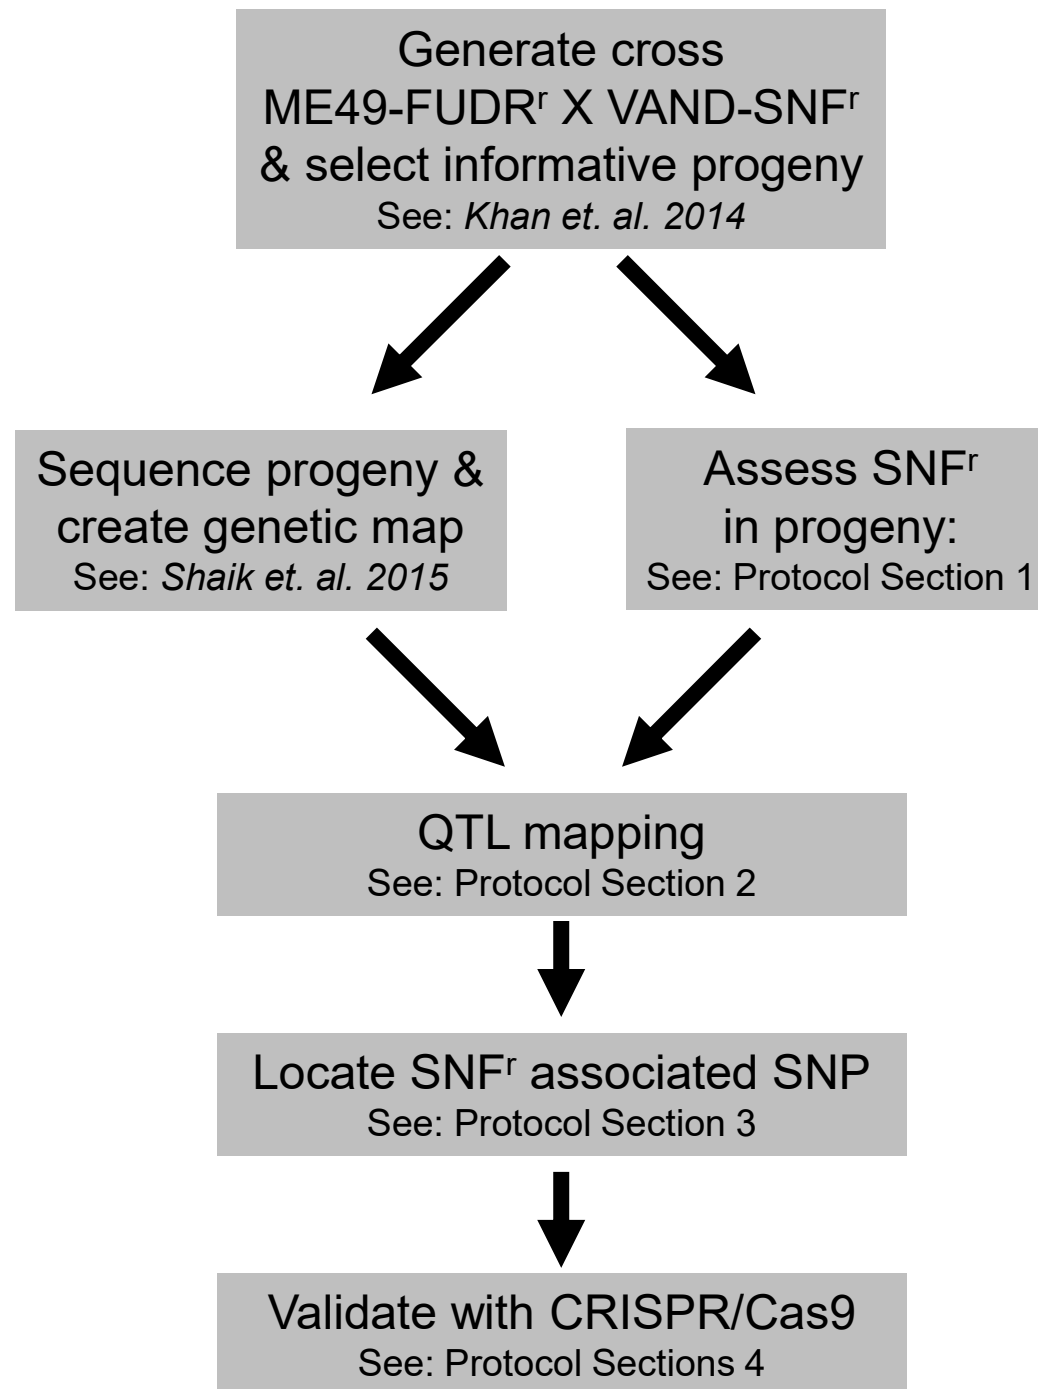 Generate cross
ME49-FUDRʳ X VAND-SNFʳ
& select informative progeny
See: Khan et. al. 2014
Sequence progeny &
create genetic map
See: Shaik et. al. 2015
Assess SNFʳ
in progeny:
See: Protocol Section 1
QTL mapping
See: Protocol Section 2
Locate SNFʳ associated SNP
See: Protocol Section 3
Validate with CRISPR/Cas9
See: Protocol Sections 4